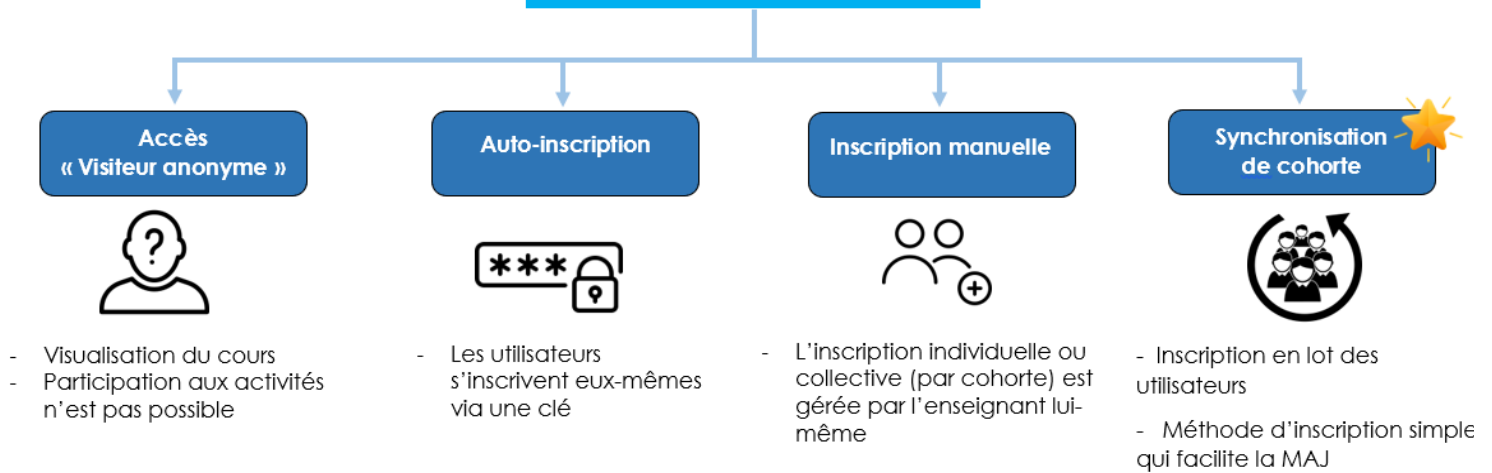 Accès
« Visiteur anonyme »
Auto-inscription
Inscription manuelle
Synchronisation
de cohorte
?
***
- Visualisation du cours
- Participation aux activités
n'est pas possible
- Les utilisateurs
s'inscrivent eux-mêmes
via une clé
- L'inscription individuelle ou
collective (par cohorte) est
gérée par l'enseignant lui-
même
- Inscription en lot des
utilisateurs
- Méthode d'inscription simple
qui facilite la MAJ